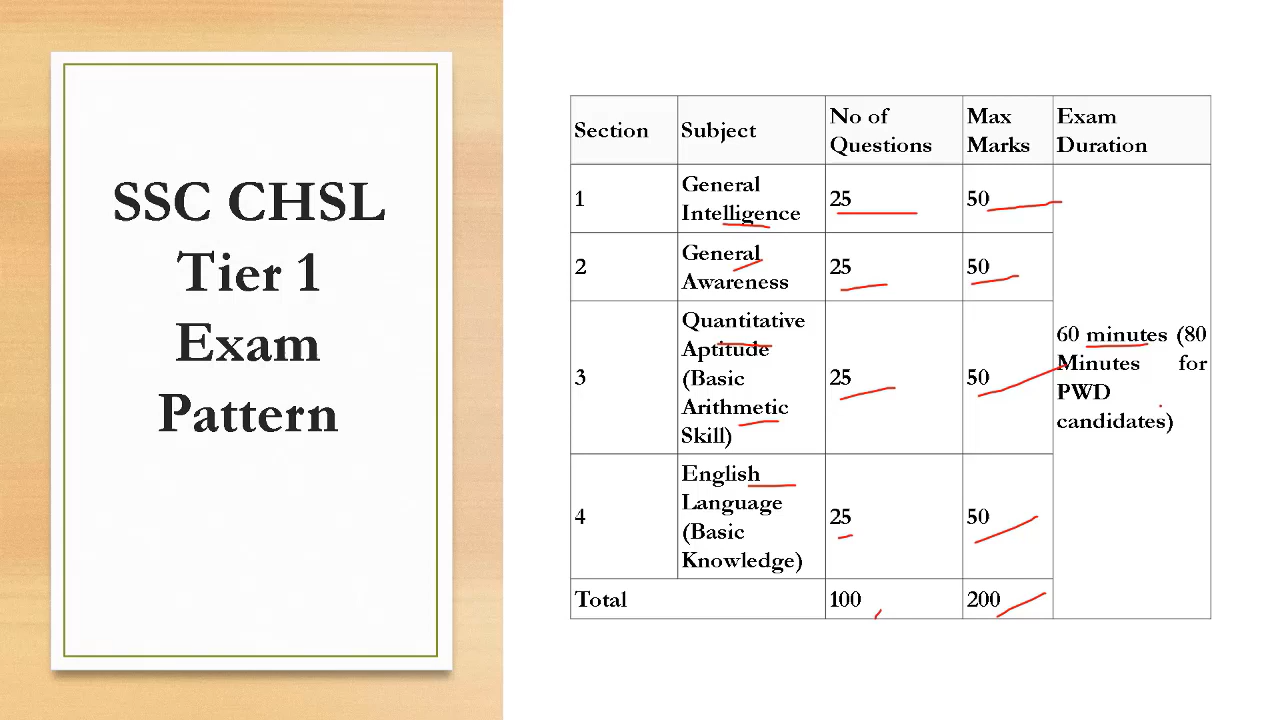 SSC CHSL
Tier 1
Exam
Pattern
Section Subject No of Questions Max Marks Exam Duration
1 General Intelligence 25 50
2 General Awareness 25 50
3 Quantitative Aptitude (Basic Arithmetic Skill) 25 50
4 English Language (Basic Knowledge) 25 50
60 minutes (80
Minutes for
PWD
candidates)
Total 100 200